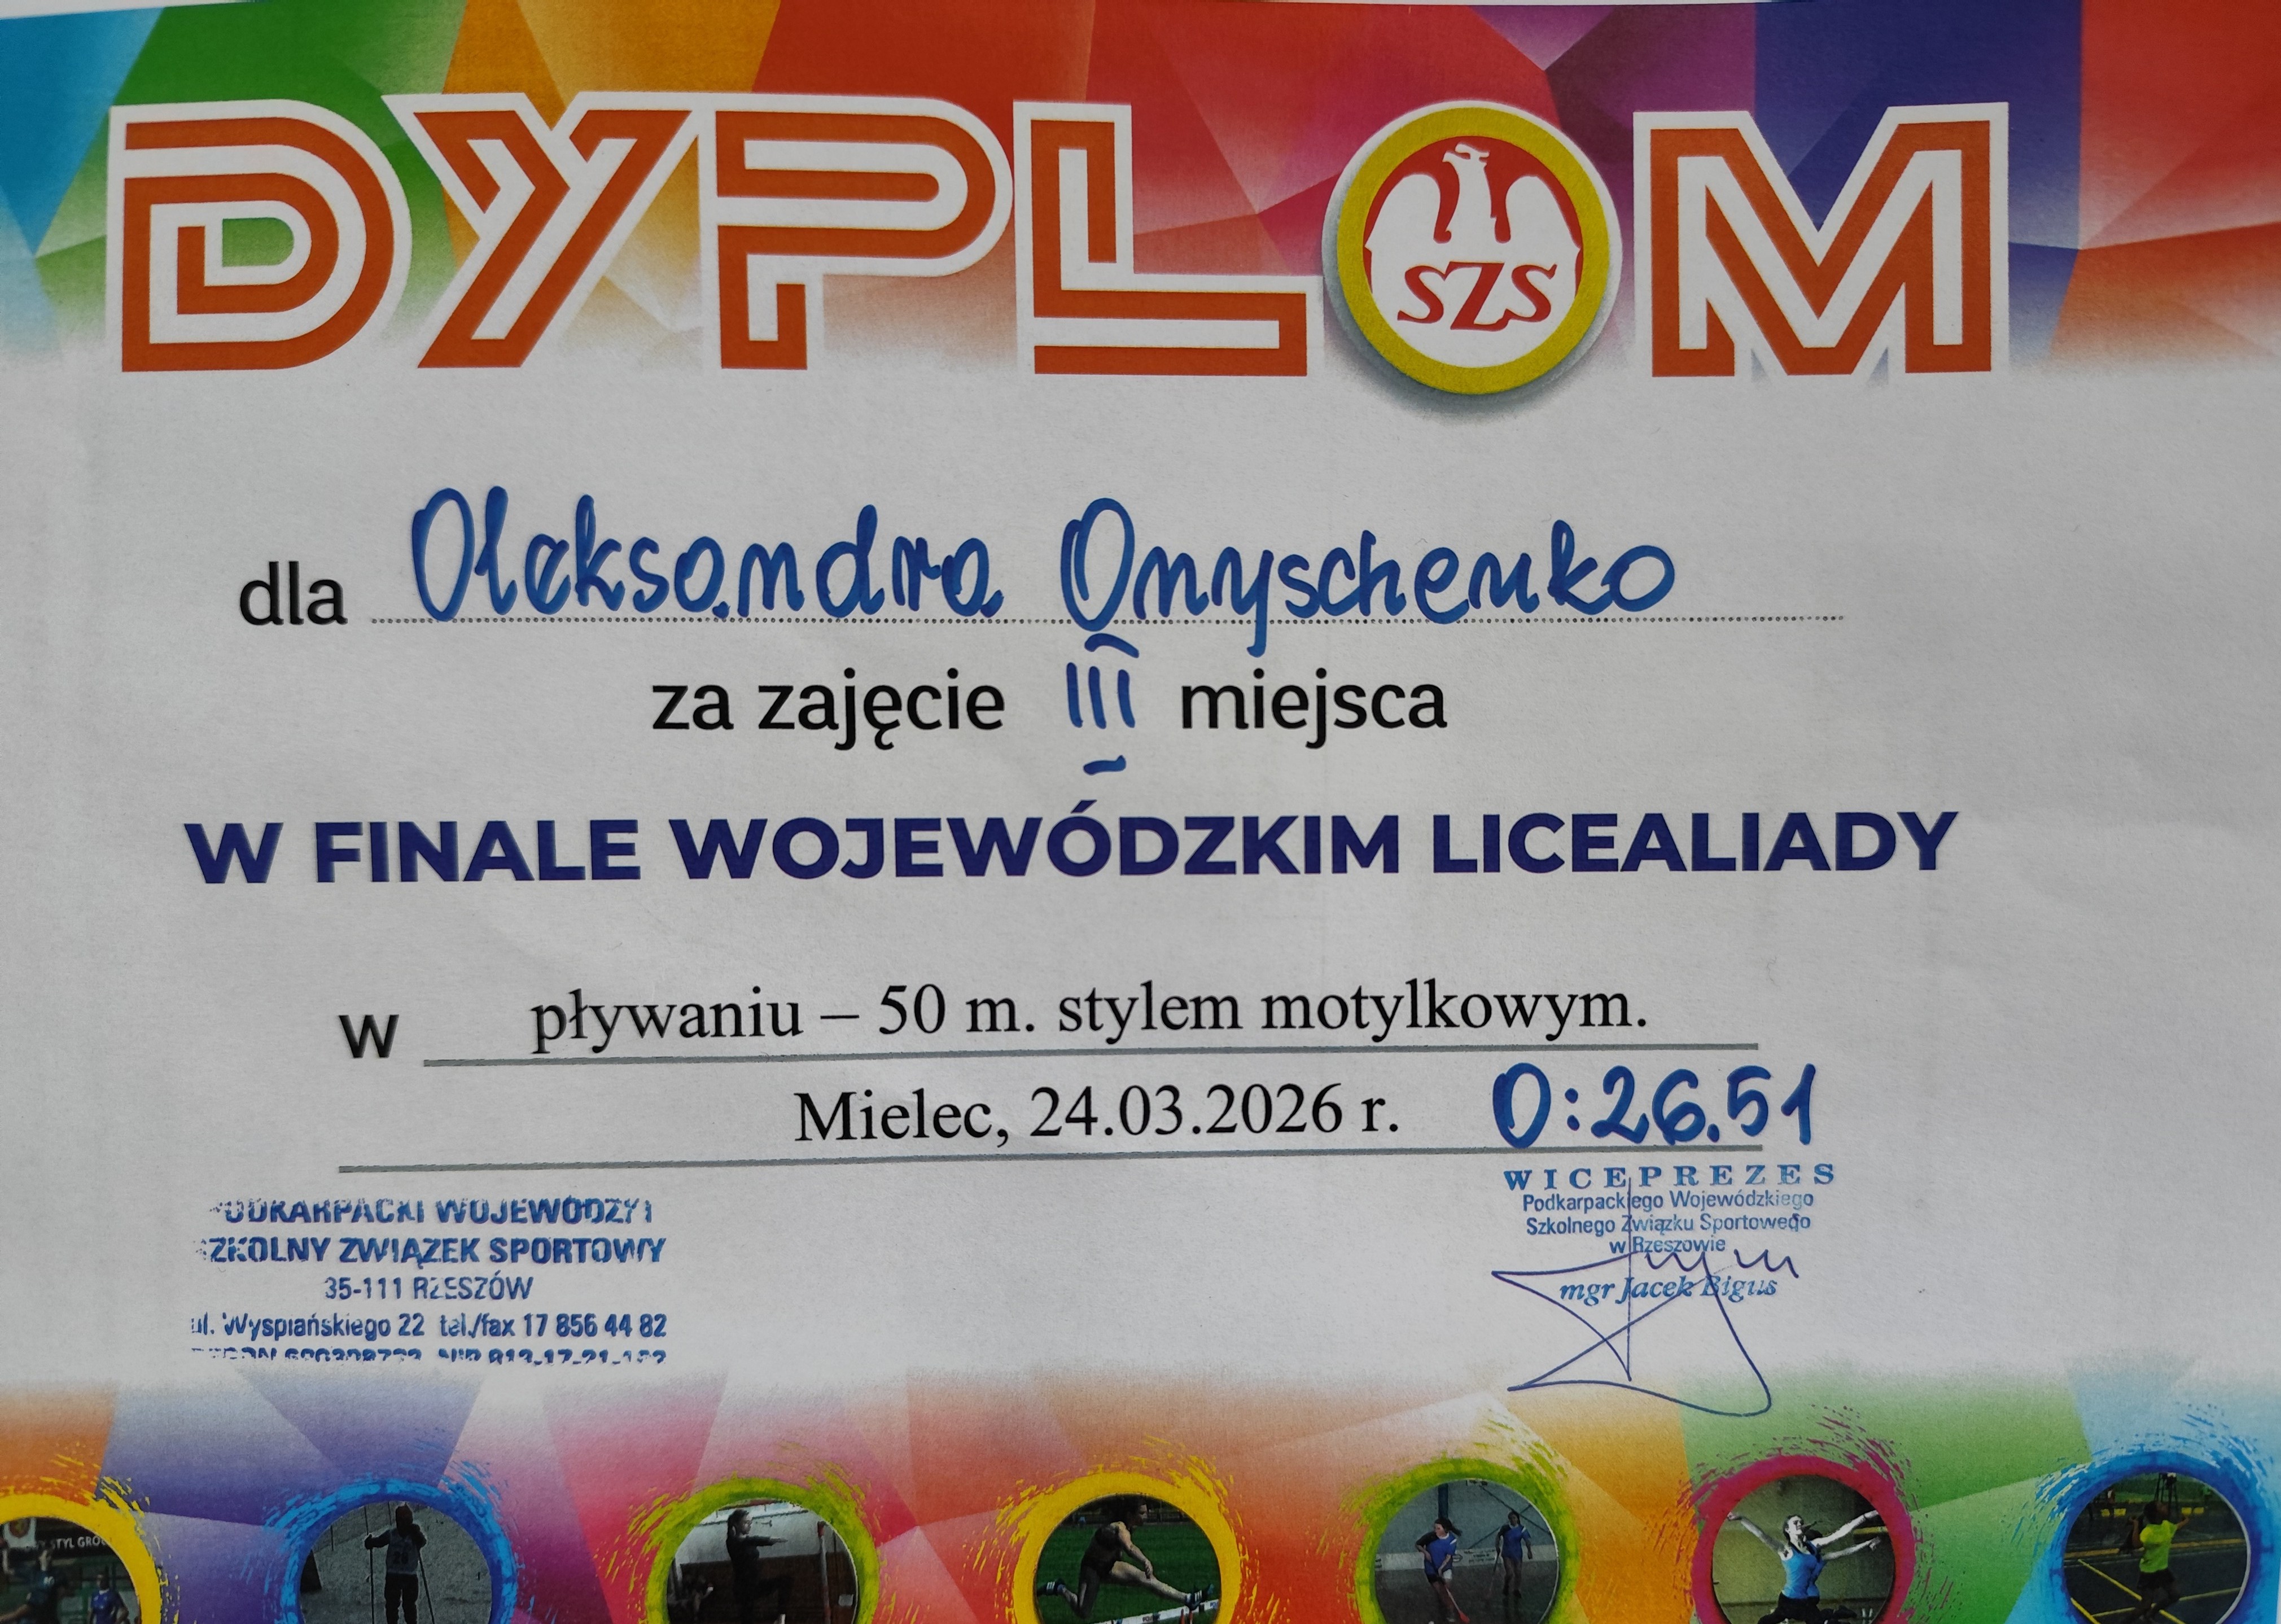 DYPLOM
SZS
dla Oleksandra Onyschenko
za zajęcie III miejsca
W FINALE WOJEWÓDZKIM LICEALIADY
w pływaniu – 50 m. stylem motylkowym.
Mielec, 24.03.2026 r. 0:26.51
PODKARPACKI WOJEWÓDZKI
SZKOLNY ZWIĄZEK SPORTOWY
35-111 RZESZÓW
ul. Wyspiańskiego 22 tel./fax 17 856 44 82
WICEPREZES
Podkarpackiego Wojewódzkiego
Szkolnego Związku Sportowego
w Rzeszowie
mgr Jacek Bigus